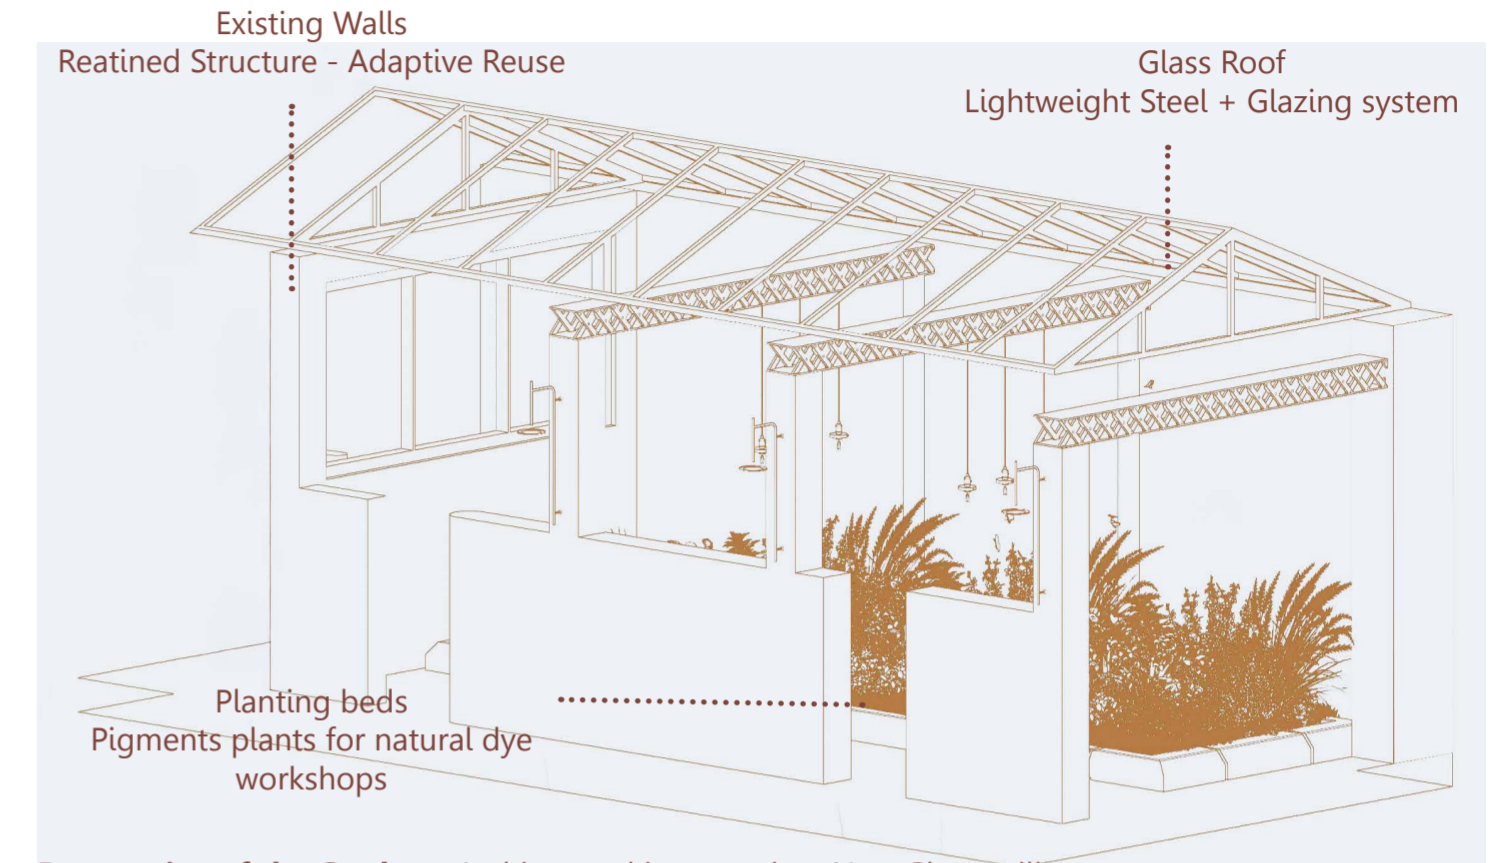 Existing Walls
Reatined Structure - Adaptive Reuse
Glass Roof
Lightweight Steel + Glazing system
Planting beds
Pigments plants for natural dye
workshops